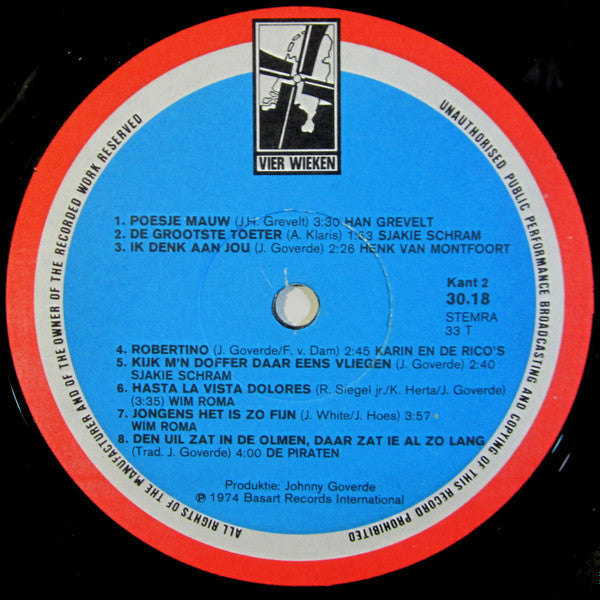 VIER WIEKEN
1. POESJE MAUW (J.H. Grevelt) 3:30 HAN GREVELT
2. DE GROOTSTE TOETER (A. Klaris) 1:53 SJAKIE SCHRAM
3. IK DENK AAN JOU (J. Goverde) 2:26 HENK VAN MONTFOORT
Kant 2
30.18
STEMRA
33 T
4. ROBERTINO (J. Goverde/F. v. Dam) 2:45 KARIN EN DE RICO'S
5. KIJK M'N DOFFER DAAR EENS VLIEGEN (J. Goverde) 2:40
SJAKIE SCHRAM
6. HASTA LA VISTA DOLORES (R. Siegel jr./K. Herta/J. Goverde)
(3:35) WIM ROMA
7. JONGENS HET IS ZO FIJN (J. White/J. Hoes) 3:57
WIM ROMA
8. DEN UIL ZAT IN DE OLMEN, DAAR ZAT IE AL ZO LANG
(Trad. J. Goverde) 4:00 DE PIRATEN
Produktie: Johnny Goverde
℗ 1974 Basart Records International
ALL RIGHTS OF THE MANUFACTURER AND OF THE OWNER OF THE RECORDED WORK RESERVED
UNAUTHORISED PUBLIC PERFORMANCE BROADCASTING AND COPYING OF THIS RECORD PROHIBITED